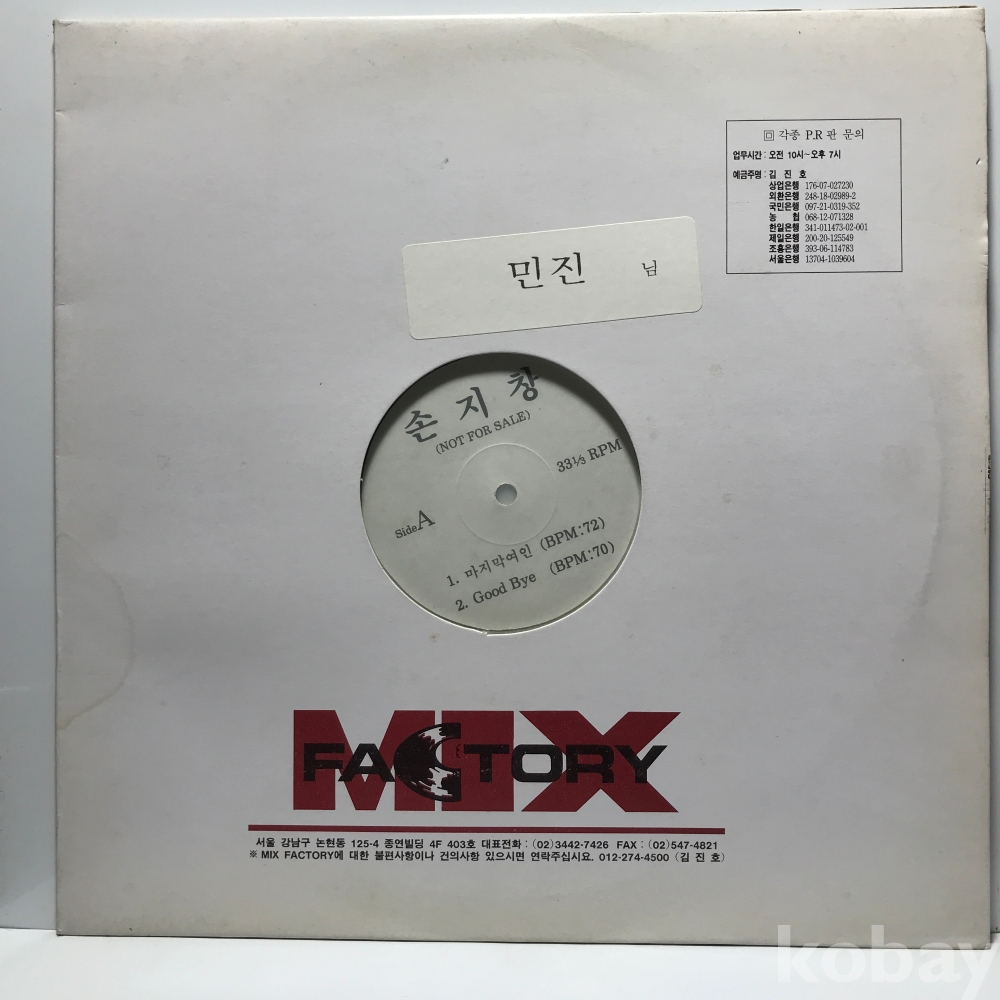 回 각종 P.R 판 문의
업무시간 : 오전 10시~오후 7시
예금주명 : 김 진 호
상업은행 176-07-027230
외환은행 248-18-02989-2
국민은행 097-21-0319-352
농 협 068-12-071328
한일은행 341-011473-02-001
제일은행 200-20-125549
조흥은행 393-06-114783
서울은행 13704-1039604
민진 님
손지창
(NOT FOR SALE)
33⅓ RPM
Side A
1. 마지막여인 (BPM:72)
2. Good Bye (BPM:70)
MIX
FACTORY
서울 강남구 논현동 125-4 종연빌딩 4F 403호 대표전화 : (02)3442-7426 FAX : (02)547-4821
※ MIX FACTORY에 대한 불편사항이나 건의사항 있으시면 연락주십시요. 012-274-4500 (김 진 호)
kobay